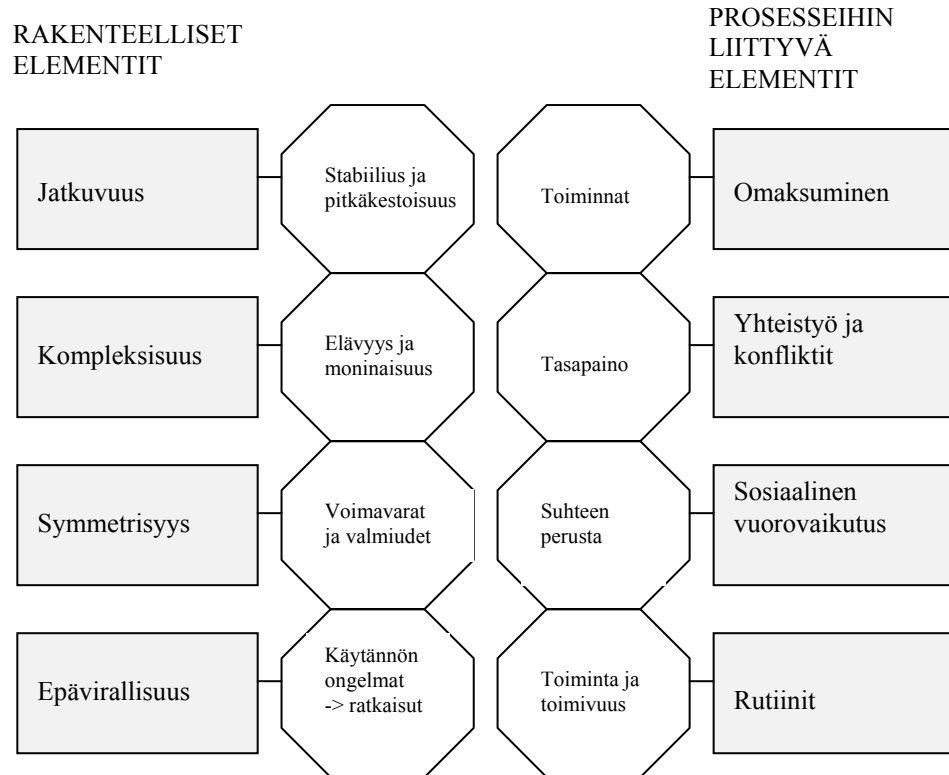 RAKENTEELLISET
ELEMENTIT
PROSESSEIHIN
LIITTYVÄ
ELEMENTIT
Jatkuvuus
Stabiilius ja
pitkäkestoisuus
Toiminnat
Omaksuminen
Kompleksisuus
Elävyys ja
moninaisuus
Tasapaino
Yhteistyö ja
konfliktit
Symmetrisyys
Voimavarat
ja valmiudet
Suhteen
perusta
Sosiaalinen
vuorovaikutus
Epävirallisuus
Käytännön
ongelmat
-> ratkaisut
Toiminta ja
toimivuus
Rutiinit